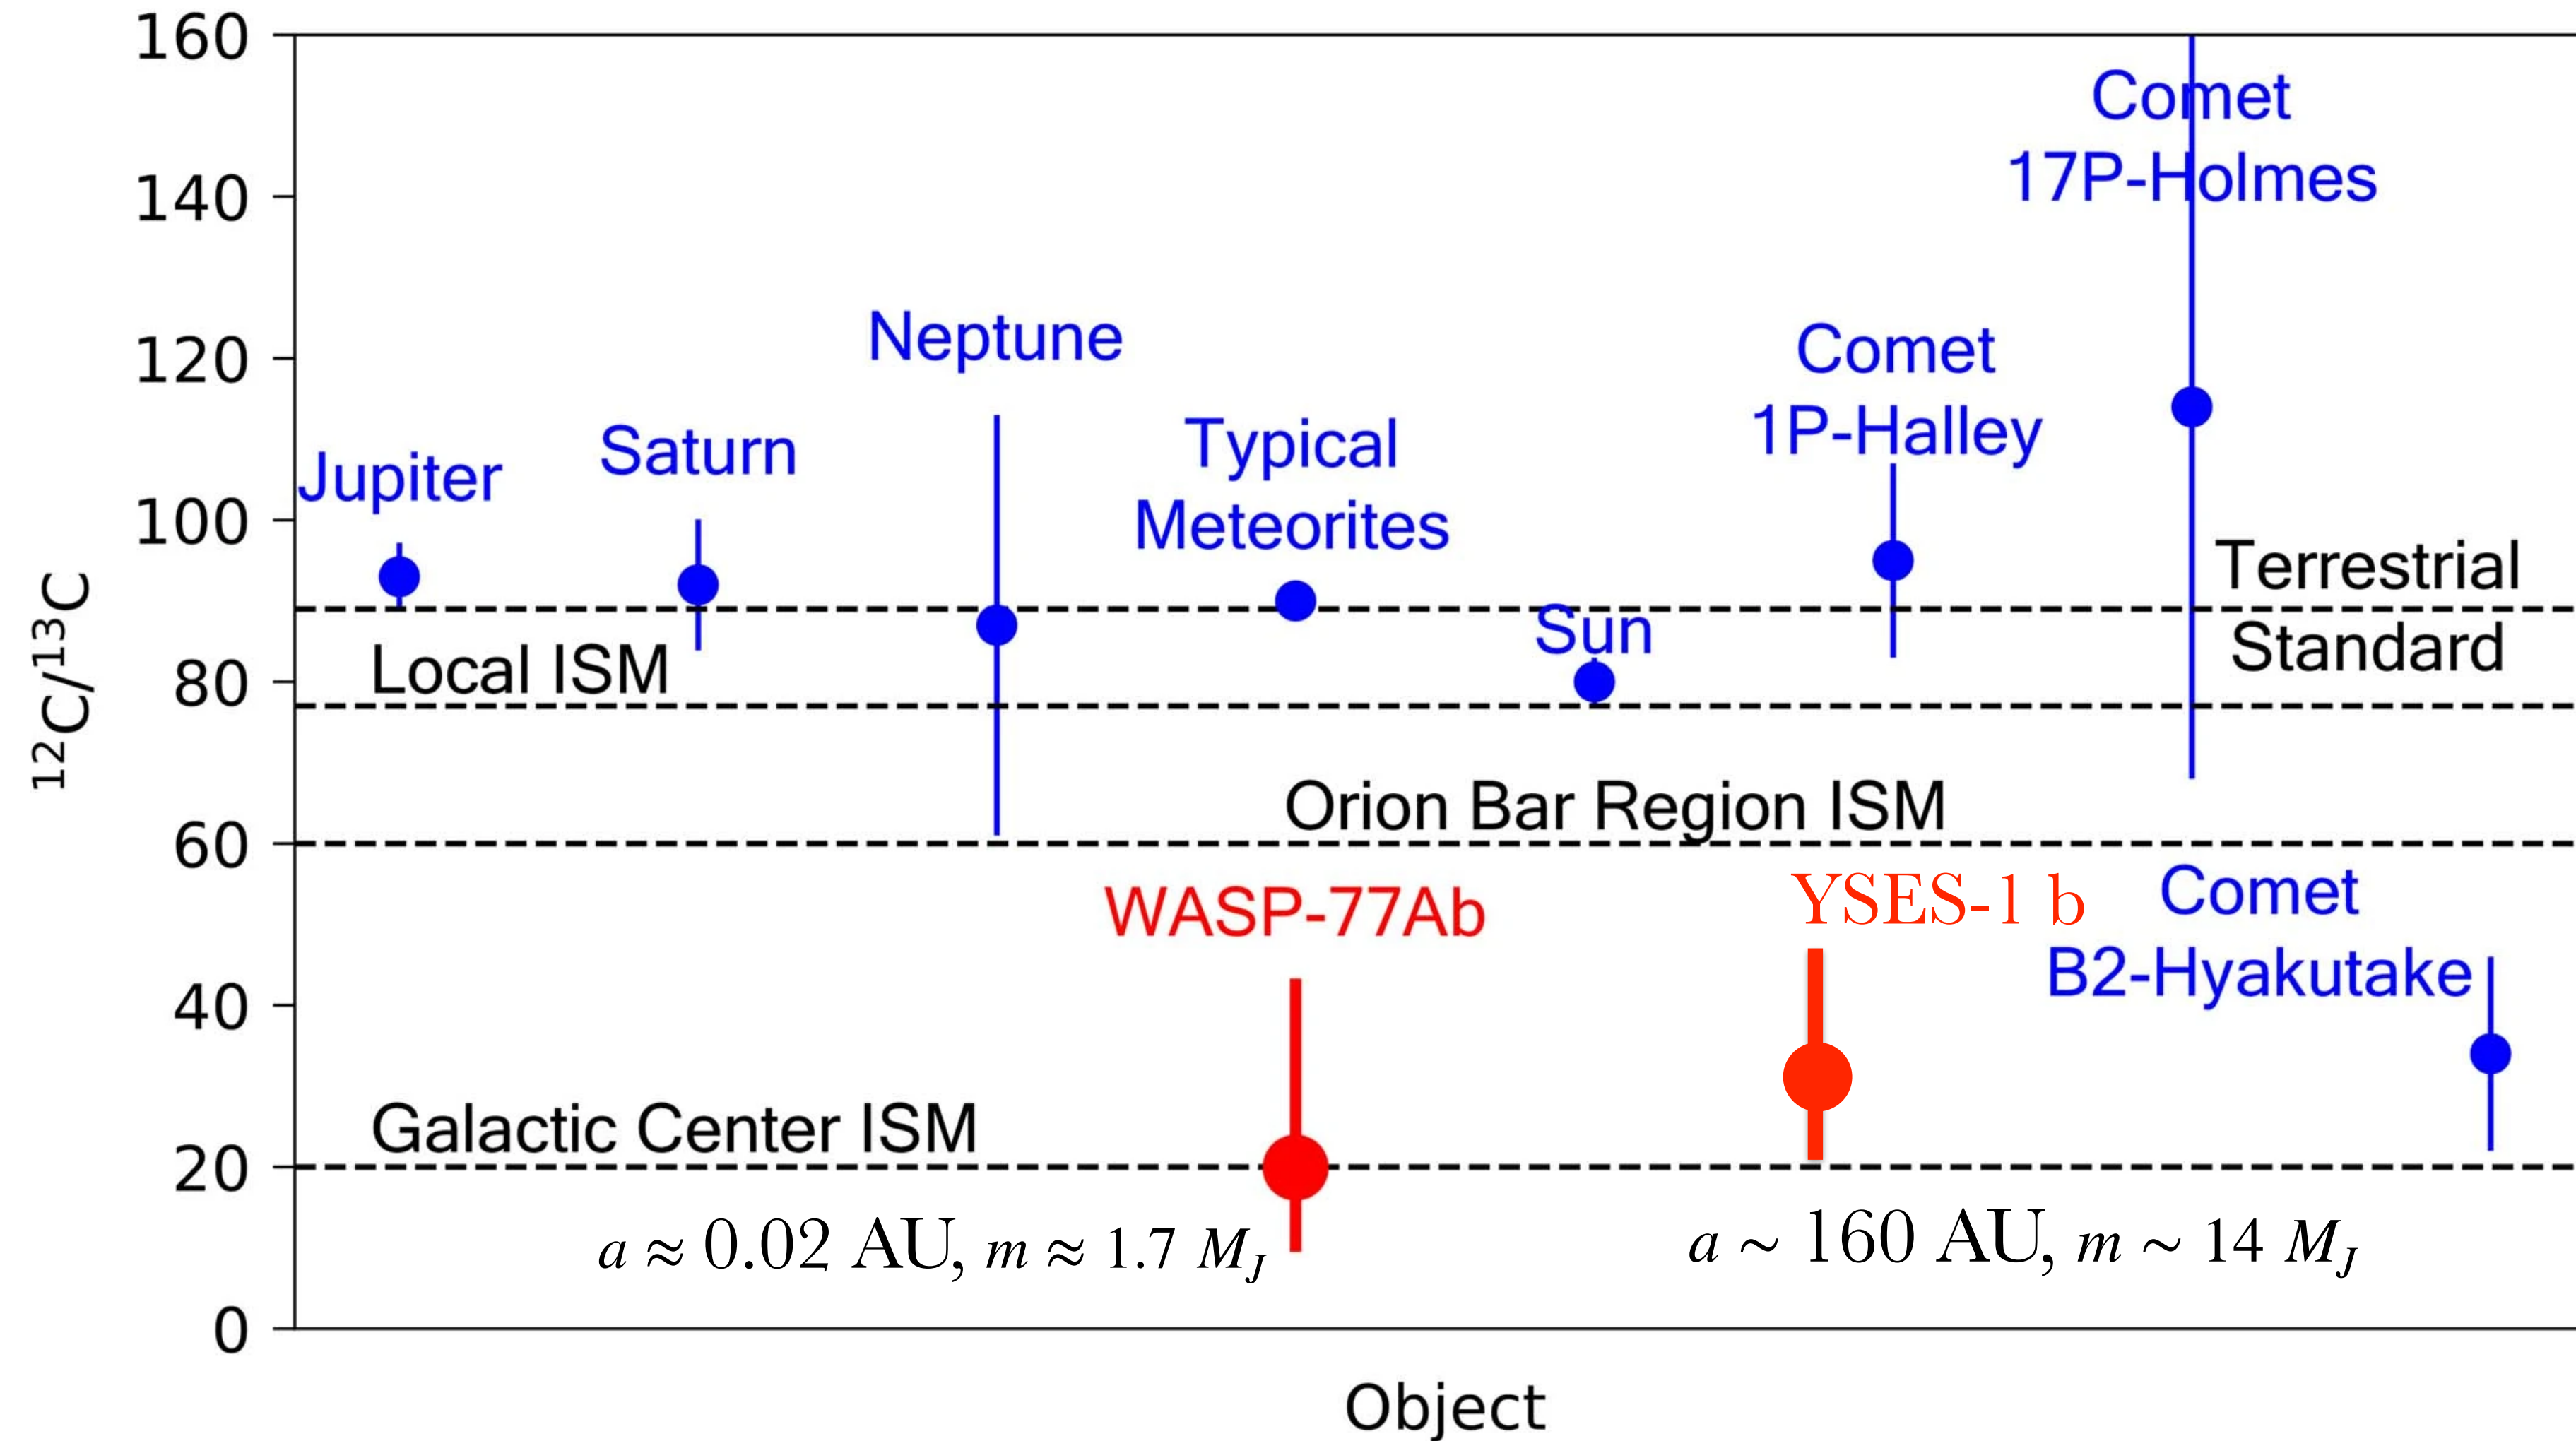 160
140
120
100
80
60
40
20
0
¹²C/¹³C
Comet
17P-Holmes
Neptune
Comet
1P-Halley
Jupiter
Saturn
Typical
Meteorites
Terrestrial
Standard
Sun
Local ISM
Orion Bar Region ISM
WASP-77Ab
YSES-1 b
Comet
B2-Hyakutake
Galactic Center ISM
a ≈ 0.02 AU, m ≈ 1.7 M_J
a ~ 160 AU, m ~ 14 M_J
Object